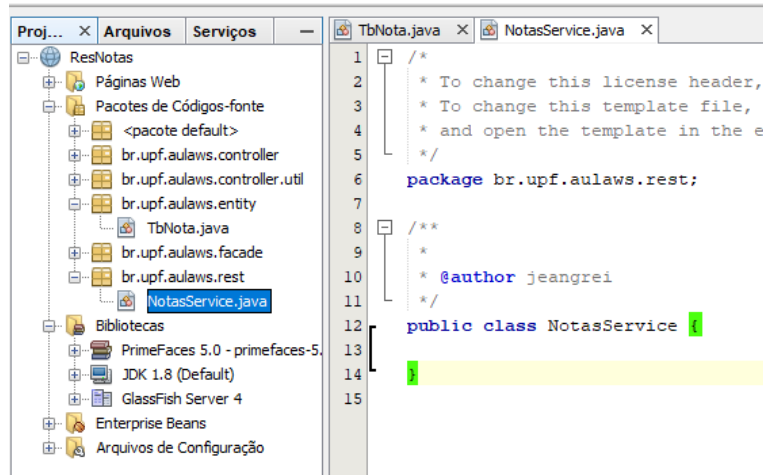 Proj... × Arquivos Serviços —
ResNotas
Páginas Web
Pacotes de Códigos-fonte
<pacote default>
br.upf.aulaws.controller
br.upf.aulaws.controller.util
br.upf.aulaws.entity
TbNota.java
br.upf.aulaws.facade
br.upf.aulaws.rest
NotasService.java
Bibliotecas
PrimeFaces 5.0 - primefaces-5.
JDK 1.8 (Default)
GlassFish Server 4
Enterprise Beans
Arquivos de Configuração
TbNota.java × NotasService.java ×
1 /*
2 * To change this license header,
3 * To change this template file,
4 * and open the template in the e
5 */
6 package br.upf.aulaws.rest;
7
8 /**
9 *
10 * @author jeangrei
11 */
12 public class NotasService {
13
14 }
15